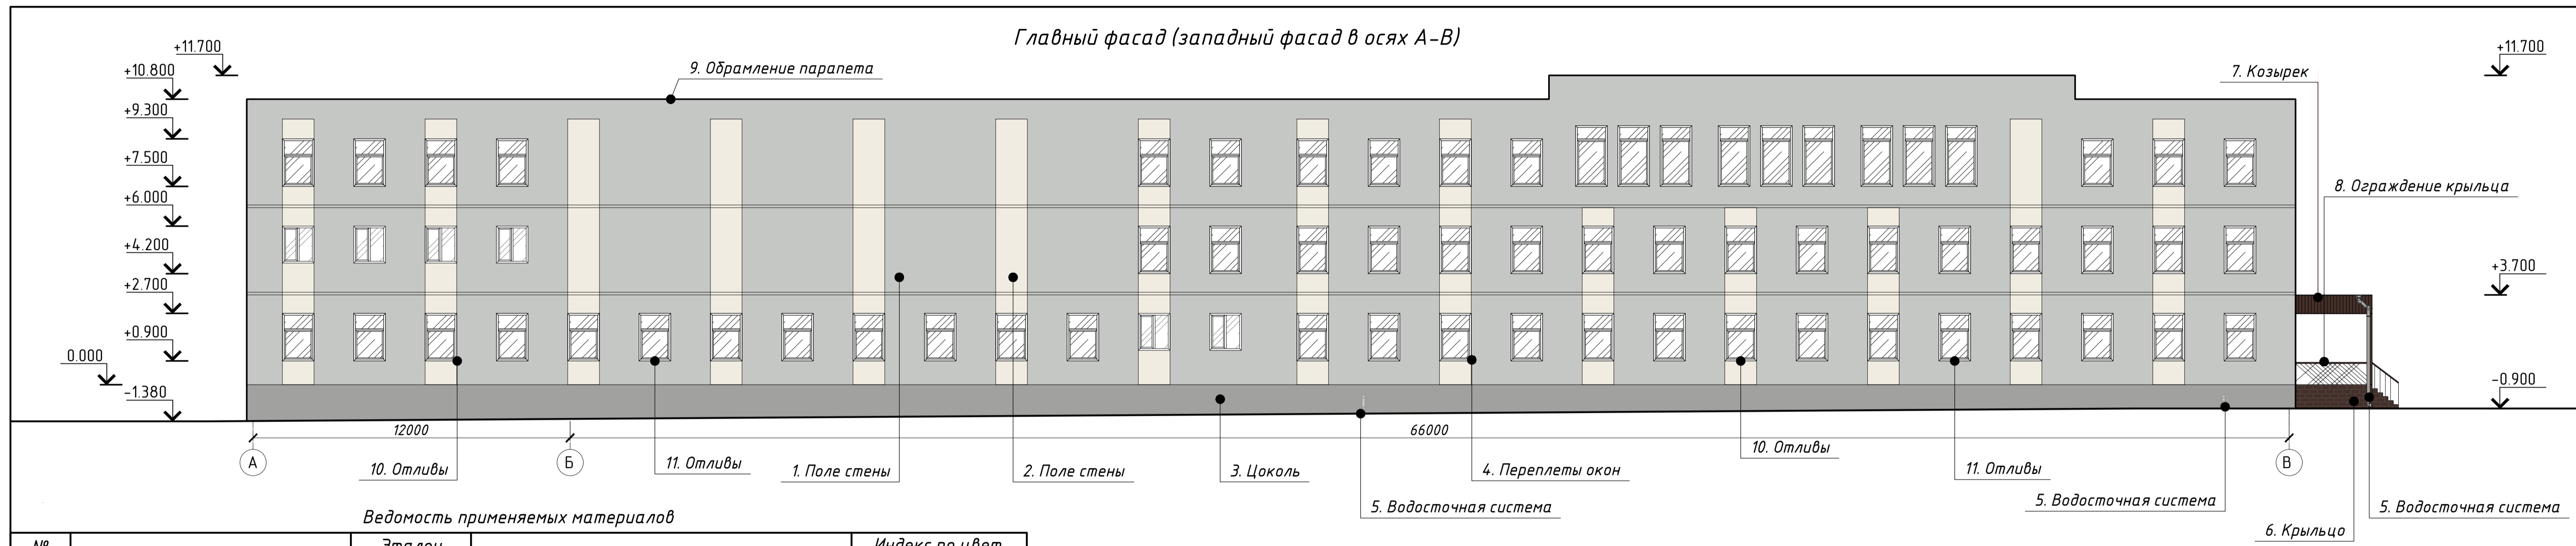 Главный фасад (западный фасад в осях А-В)
+11.700
+10.800
+9.300
+7.500
+6.000
+4.200
+2.700
+0.900
0.000
-1.380
9. Обрамление парапета
7. Козырек
+11.700
8. Ограждение крыльца
+3.700
-0.900
12000
66000
А
Б
В
10. Отливы
11. Отливы
1. Поле стены
2. Поле стены
3. Цоколь
4. Переплеты окон
10. Отливы
11. Отливы
5. Водосточная система
5. Водосточная система
5. Водосточная система
6. Крыльцо
Ведомость применяемых материалов
№
Эталон
Индекс по цвет.